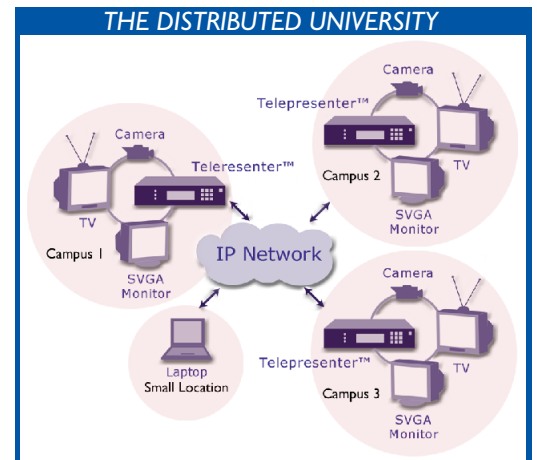 THE DISTRIBUTED UNIVERSITY
Camera
Teleresenter™
TV
Campus 1
SVGA
Monitor
Camera
Telepresenter™
Campus 2
TV
SVGA
Monitor
IP Network
Laptop
Small Location
Camera
Telepresenter™
TV
Campus 3
SVGA
Monitor